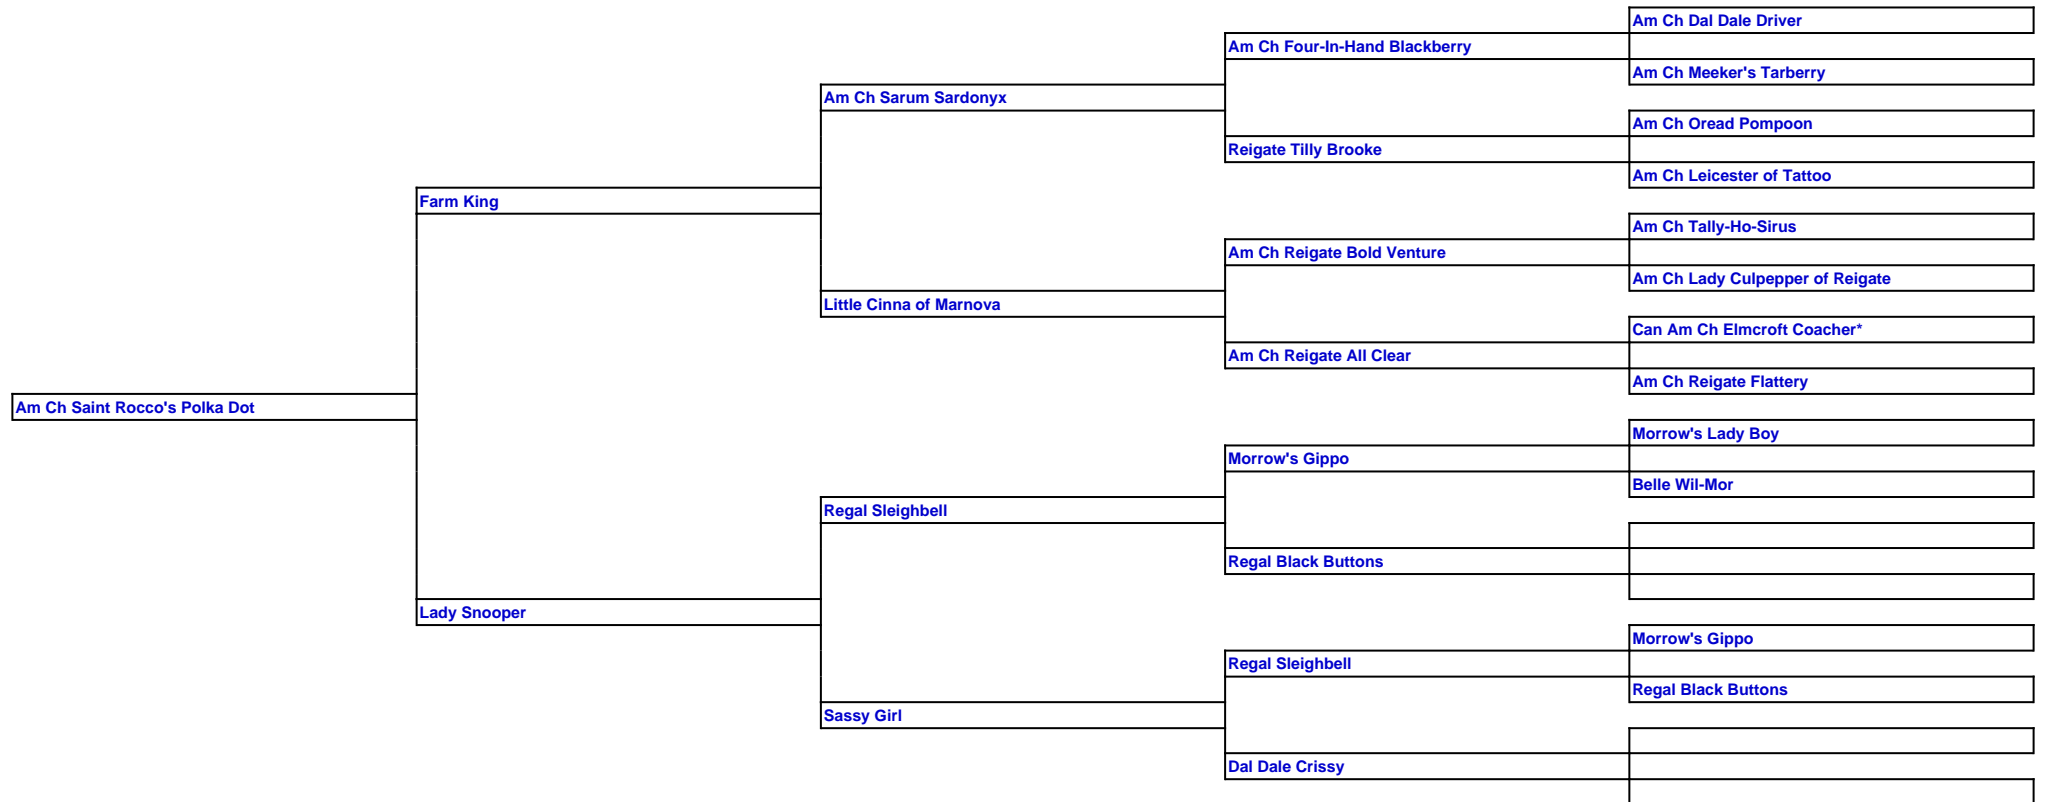 Am Ch Dal Dale Driver
Am Ch Four-In-Hand Blackberry
Am Ch Meeker's Tarberry
Am Ch Sarum Sardonyx
Am Ch Oread Pompoon
Reigate Tilly Brooke
Am Ch Leicester of Tattoo
Farm King
Am Ch Tally-Ho-Sirus
Am Ch Reigate Bold Venture
Am Ch Lady Culpepper of Reigate
Little Cinna of Marnova
Can Am Ch Elmcroft Coacher*
Am Ch Reigate All Clear
Am Ch Reigate Flattery
Am Ch Saint Rocco's Polka Dot
Morrow's Lady Boy
Morrow's Gippo
Belle Wil-Mor
Regal Sleighbell
Regal Black Buttons
Lady Snooper
Morrow's Gippo
Regal Sleighbell
Regal Black Buttons
Sassy Girl
Dal Dale Crissy